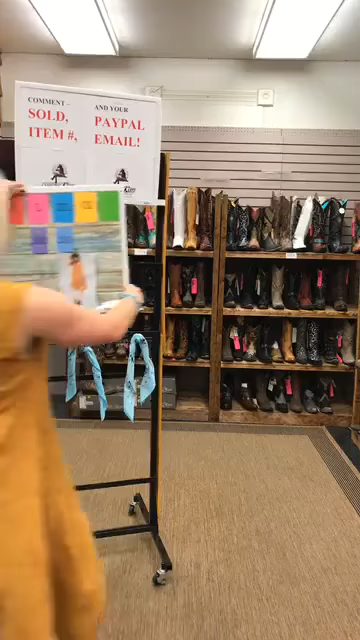 COMMENT –
SOLD,
ITEM #,
AND YOUR
PAYPAL
EMAIL!